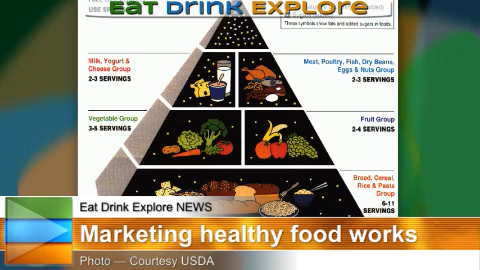 EAT DRINK EXPLORE
These symbols show fats and added sugars in foods.
Milk, Yogurt &
Cheese Group
2-3 SERVINGS
Meat, Poultry, Fish, Dry Beans,
Eggs & Nuts Group
2-3 SERVINGS
Vegetable Group
3-5 SERVINGS
Fruit Group
2-4 SERVINGS
Bread, Cereal,
Rice & Pasta
Group
6-11
SERVINGS
Eat Drink Explore NEWS
Marketing healthy food works
Photo — Courtesy USDA